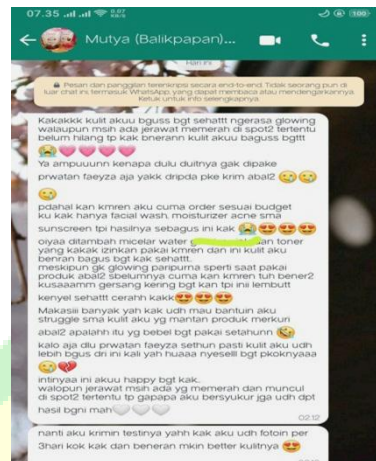 07.35
Mutya (Balikpapan)...
Hari ini
Pesan dan panggilan terenkripsi secara end-to-end. Tidak seorang pun di
luar chat ini, termasuk WhatsApp, yang dapat membaca atau mendengarkannya.
Ketuk untuk info selengkapnya.
Kakakkk kulit akuu bguss bgt sehattt ngerasa glowing
walaupun msih ada jerawat memerah di spot2 tertentu
belum hilang tp kak bnerann kulit akuu baguss bgttt
😭💗💗💗💗
Ya ampuuunn kenapa dulu duitnya gak dipake
prwatan faeyza aja yakk dripda pke krim abal2 🥲🥲
🥲
pdahal kan kmren aku cuma order sesuai budget
ku kak hanya facial wash, moisturizer acne sma
sunscreen tpi hasilnya sebagus ini kak 😭😍😍😍
oiyaa ditambah micelar water dan toner
yang kakak izinkan pakai kmren dan ini kulit aku
beniran bagus bgt kak sehattt.
meskipun gk glowing paripurna sperti saat pakai
produk abal2 sbelumnya cuma kan kmren tuh bener2
kusaaamm gersang kering bgt kan tpi inii lembutt
kenyel sehattt cerahh kakk😍😍😍
Makasiii banyak yah kak udh mau bantuin aku
struggle sma kulit aku yg mantan produk merkuri
abal2 apalahh itu yg bebel bgt pakai setahunn
kalo aja dlu prwatan faeyza sethun pasti kulit aku udh
lebih bgus dri ini kali yah huaaa nyeselll bgt pkoknyaaa
🥲💔
intinyaa ini akuu happy bgt kak..
walopun jerawat msih ada yg memerah dan muncul
di spot2 tertentu tp gapapa aku bersyukur jga udh dpt
hasil bgni mah🤍🤍🤍
02.12
nanti aku krimin testinya yahh kak aku udh fotoin per
3hari kok kak dan beneran mkin better kulitnya 😍